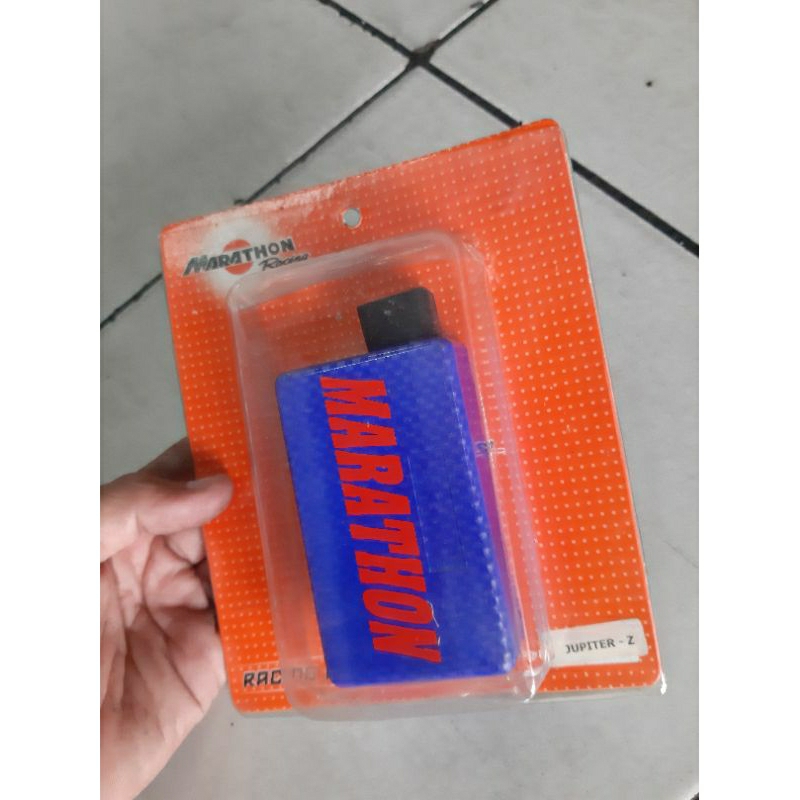 MARATHON
Racing
MARATHON
JUPITER - Z
RACING